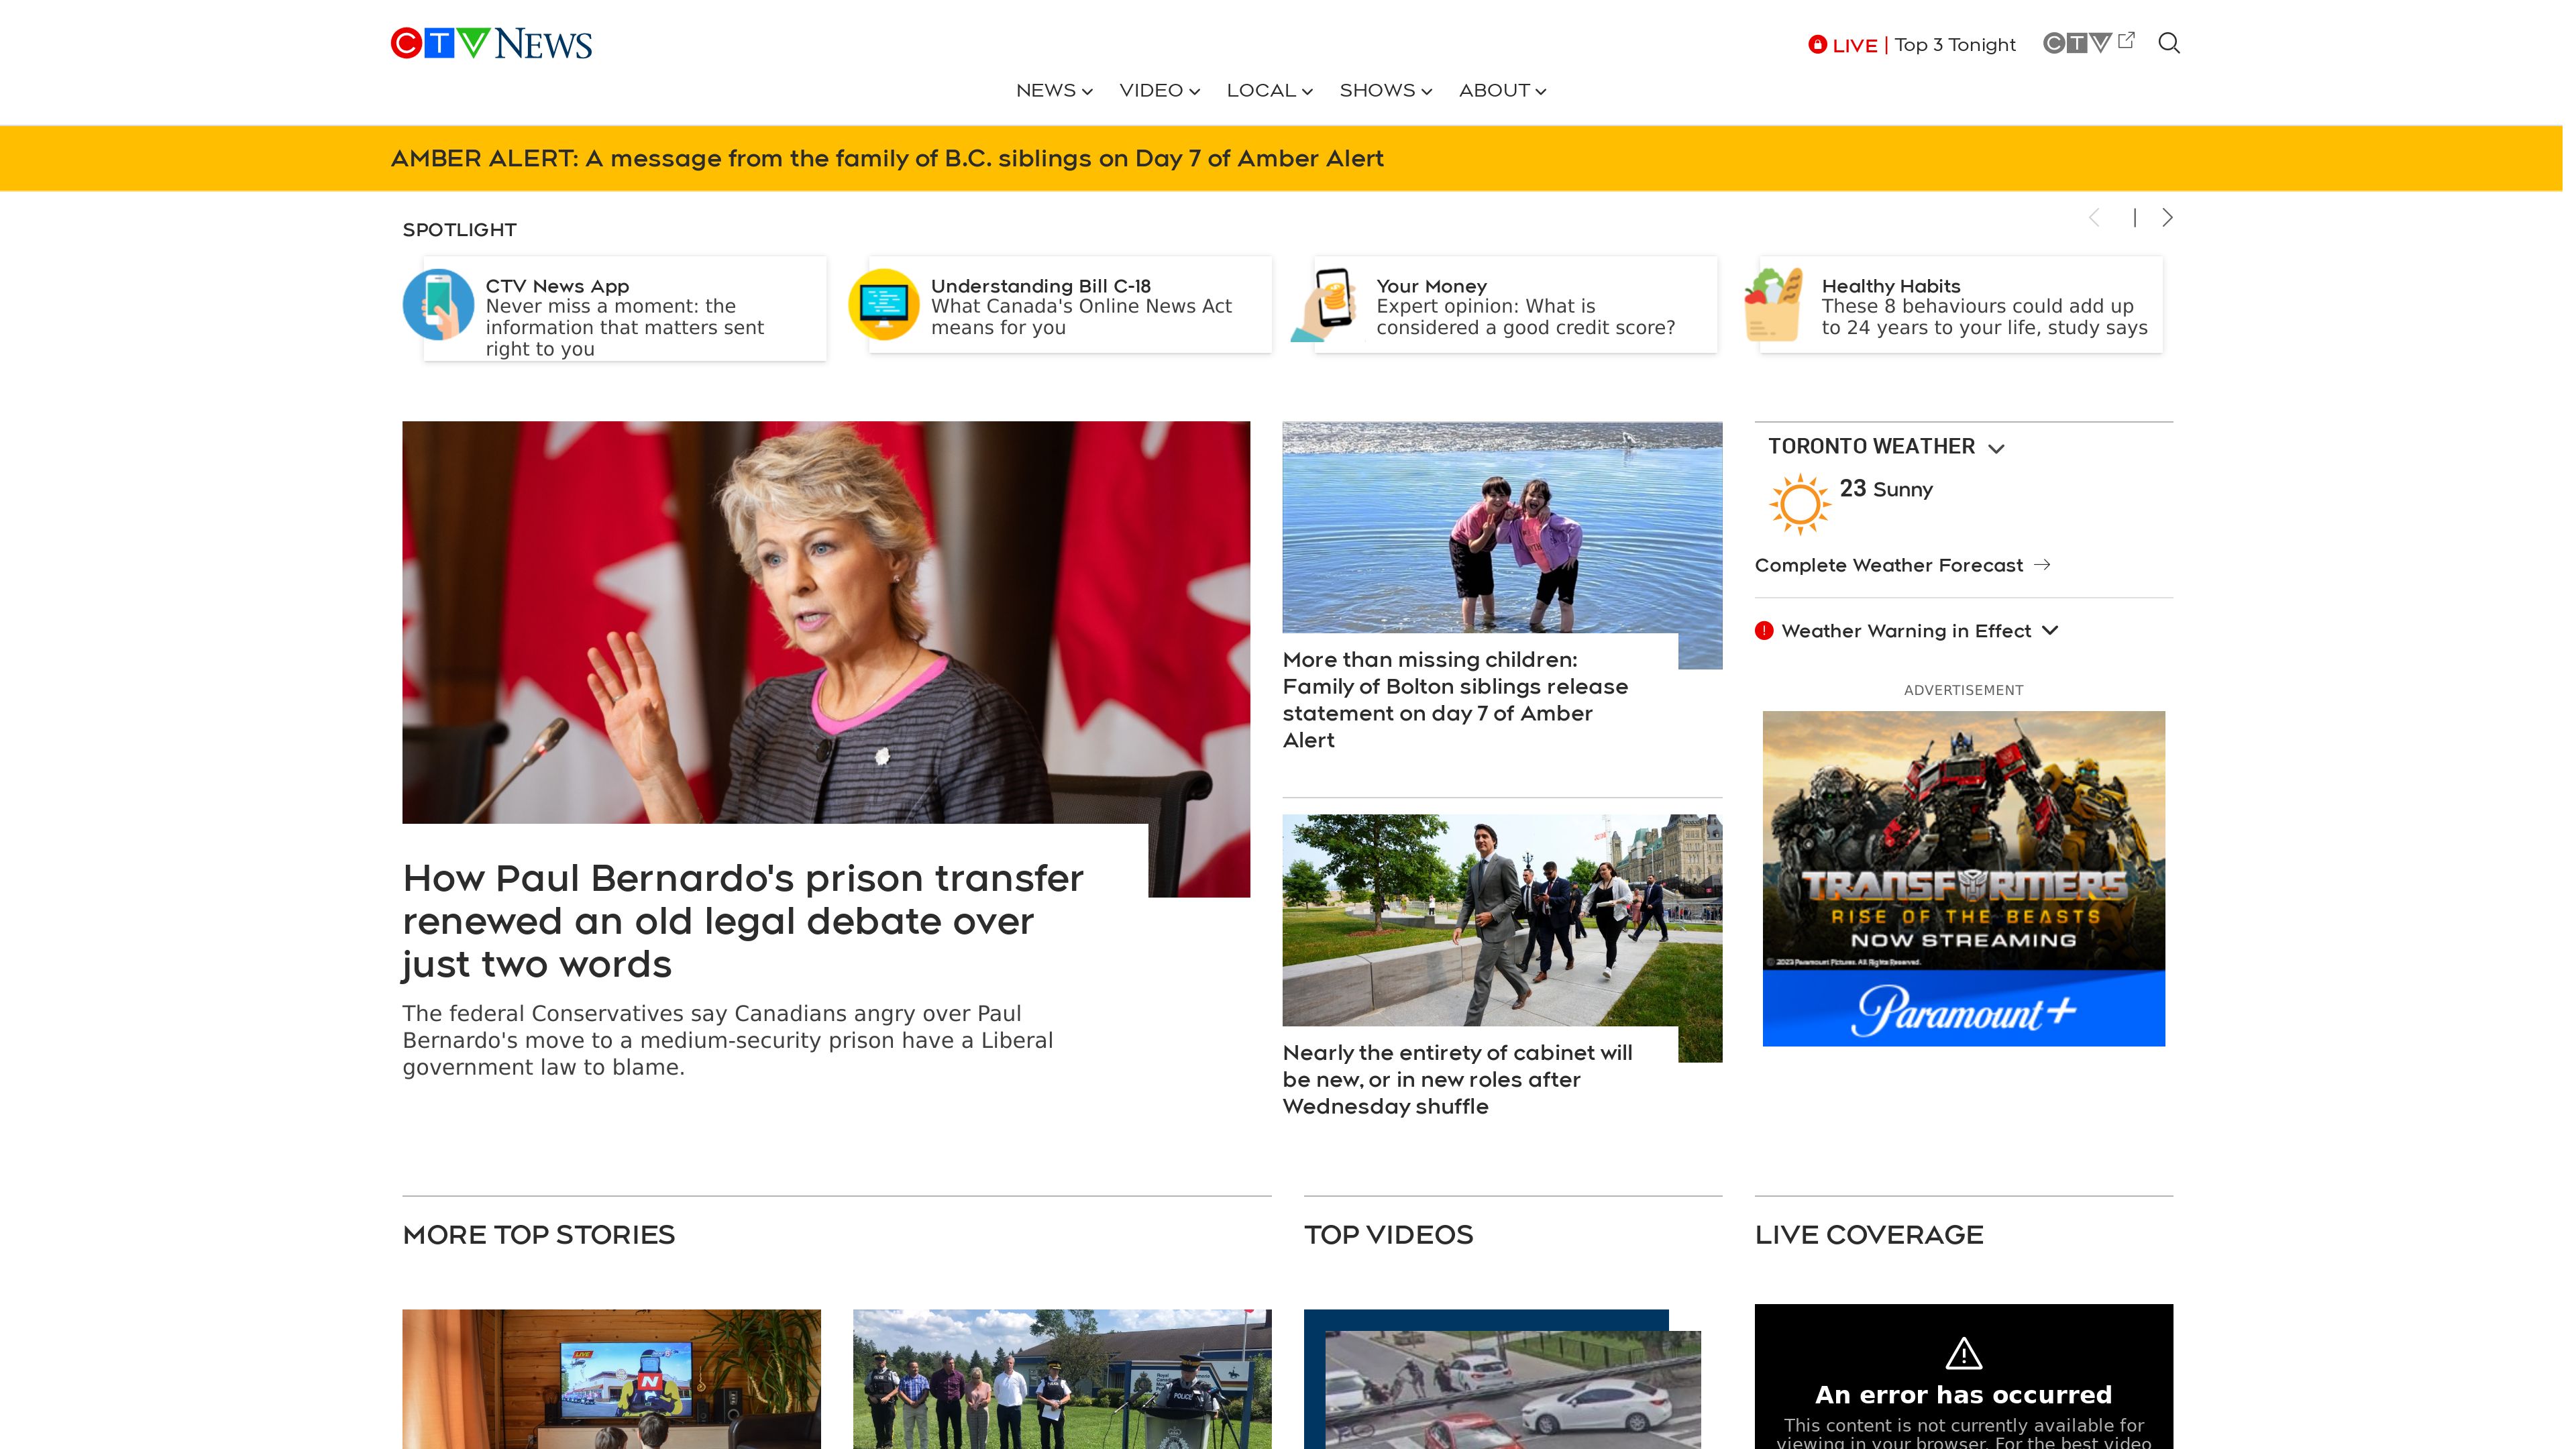 CTV NEWS
LIVE | Top 3 Tonight
CTV
NEWS
VIDEO
LOCAL
SHOWS
ABOUT
AMBER ALERT: A message from the family of B.C. siblings on Day 7 of Amber Alert
SPOTLIGHT
CTV News App
Never miss a moment: the
information that matters sent
right to you
Understanding Bill C-18
What Canada's Online News Act
means for you
Your Money
Expert opinion: What is
considered a good credit score?
Healthy Habits
These 8 behaviours could add up
to 24 years to your life, study says
How Paul Bernardo's prison transfer
renewed an old legal debate over
just two words
The federal Conservatives say Canadians angry over Paul
Bernardo's move to a medium-security prison have a Liberal
government law to blame.
More than missing children:
Family of Bolton siblings release
statement on day 7 of Amber
Alert
Nearly the entirety of cabinet will
be new, or in new roles after
Wednesday shuffle
TORONTO WEATHER
23 Sunny
Complete Weather Forecast
! Weather Warning in Effect
ADVERTISEMENT
TRANSFORMERS
RISE OF THE BEASTS
NOW STREAMING
© 2023 Paramount Pictures. All Rights Reserved.
Paramount+
MORE TOP STORIES
LIVE
N
POLICE
TOP VIDEOS
LIVE COVERAGE
An error has occurred
This content is not currently available for
viewing in your browser. For the best video